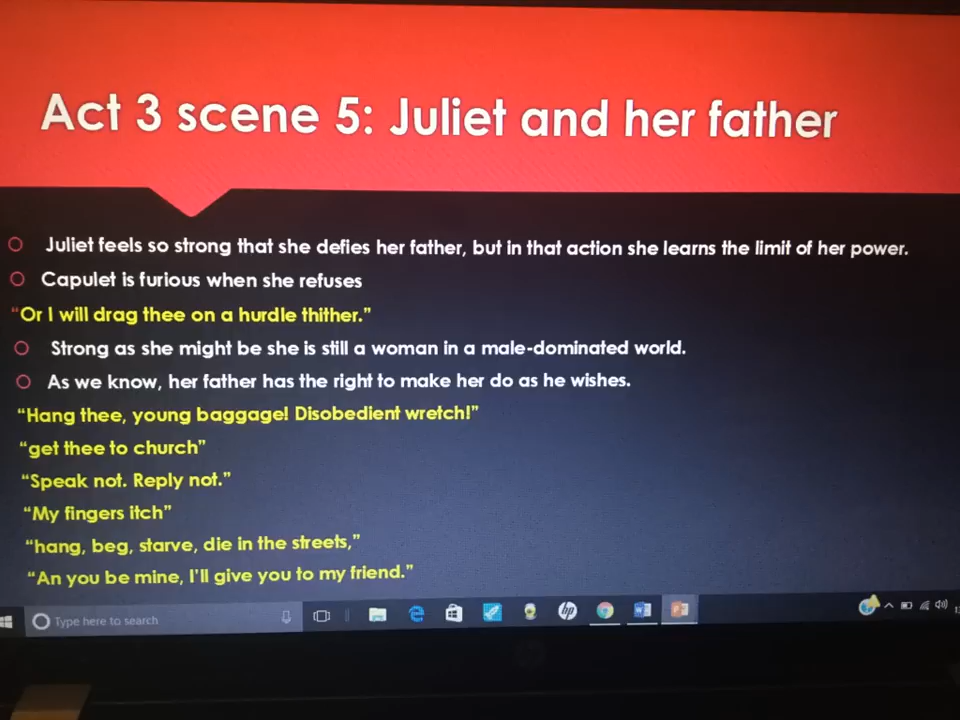 Act 3 scene 5: Juliet and her father
Juliet feels so strong that she defies her father, but in that action she learns the limit of her power.
Capulet is furious when she refuses
"Or I will drag thee on a hurdle thither."
Strong as she might be she is still a woman in a male-dominated world.
As we know, her father has the right to make her do as he wishes.
"Hang thee, young baggage! Disobedient wretch!"
"get thee to church"
"Speak not. Reply not."
"My fingers itch"
"hang, beg, starve, die in the streets,"
"An you be mine, I'll give you to my friend."
Type here to search
hp